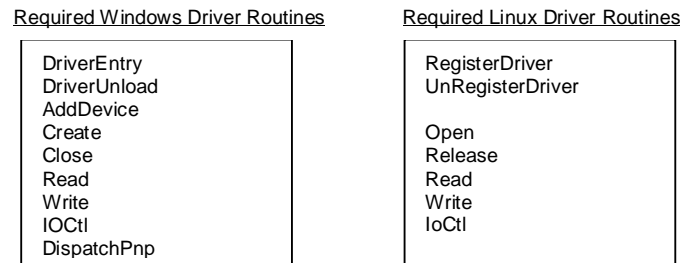 Required Windows Driver Routines
DriverEntry
DriverUnload
AddDevice
Create
Close
Read
Write
IOCtl
DispatchPnp
Required Linux Driver Routines
RegisterDriver
UnRegisterDriver
Open
Release
Read
Write
IoCtl